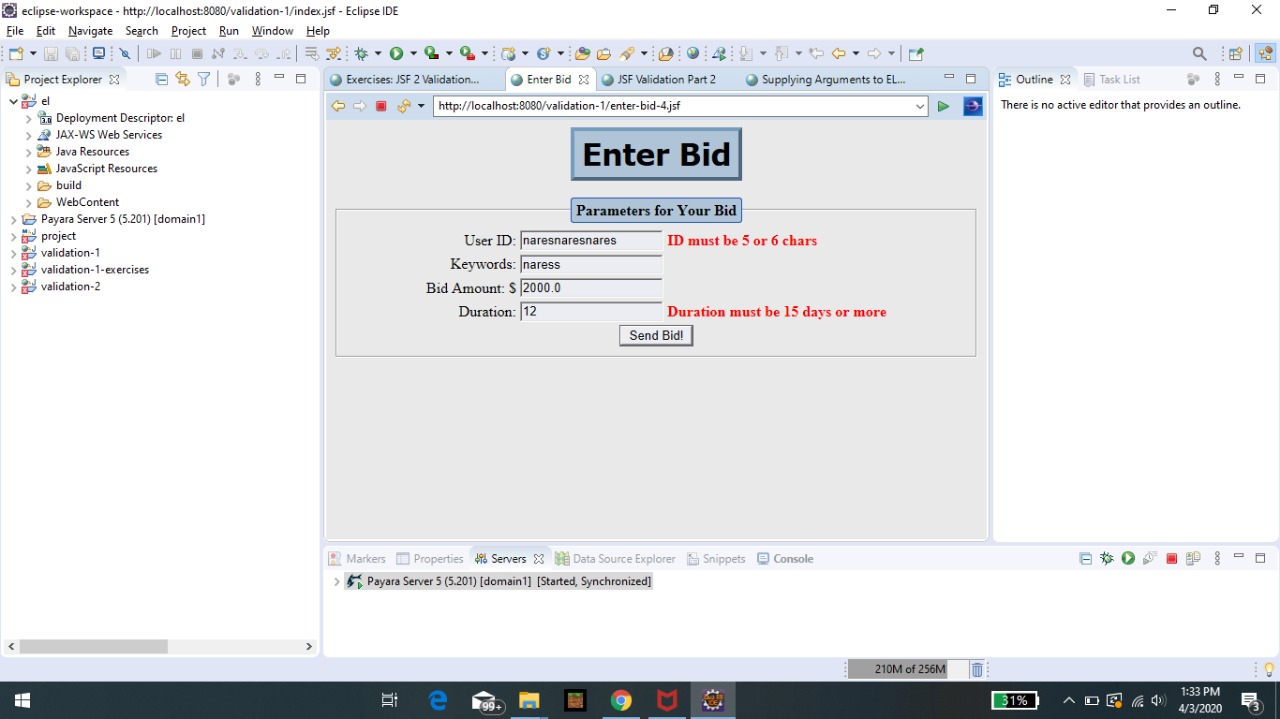 eclipse-workspace - http://localhost:8080/validation-1/index.jsf - Eclipse IDE
File Edit Navigate Search Project Run Window Help
Project Explorer
el
Deployment Descriptor: el
JAX-WS Web Services
Java Resources
JavaScript Resources
build
WebContent
Payara Server 5 (5.201) [domain1]
project
validation-1
validation-1-exercises
validation-2
Exercises: JSF 2 Validation... Enter Bid JSF Validation Part 2 Supplying Arguments to EL...
http://localhost:8080/validation-1/enter-bid-4.jsf
Enter Bid
Parameters for Your Bid
User ID: naresnaresnares ID must be 5 or 6 chars
Keywords: naress
Bid Amount: $ 2000.0
Duration: 12 Duration must be 15 days or more
Send Bid!
Outline Task List
There is no active editor that provides an outline.
Markers Properties Servers Data Source Explorer Snippets Console
Payara Server 5 (5.201) [domain1] [Started, Synchronized]
210M of 256M
99+
31%
1:33 PM
4/3/2020
3